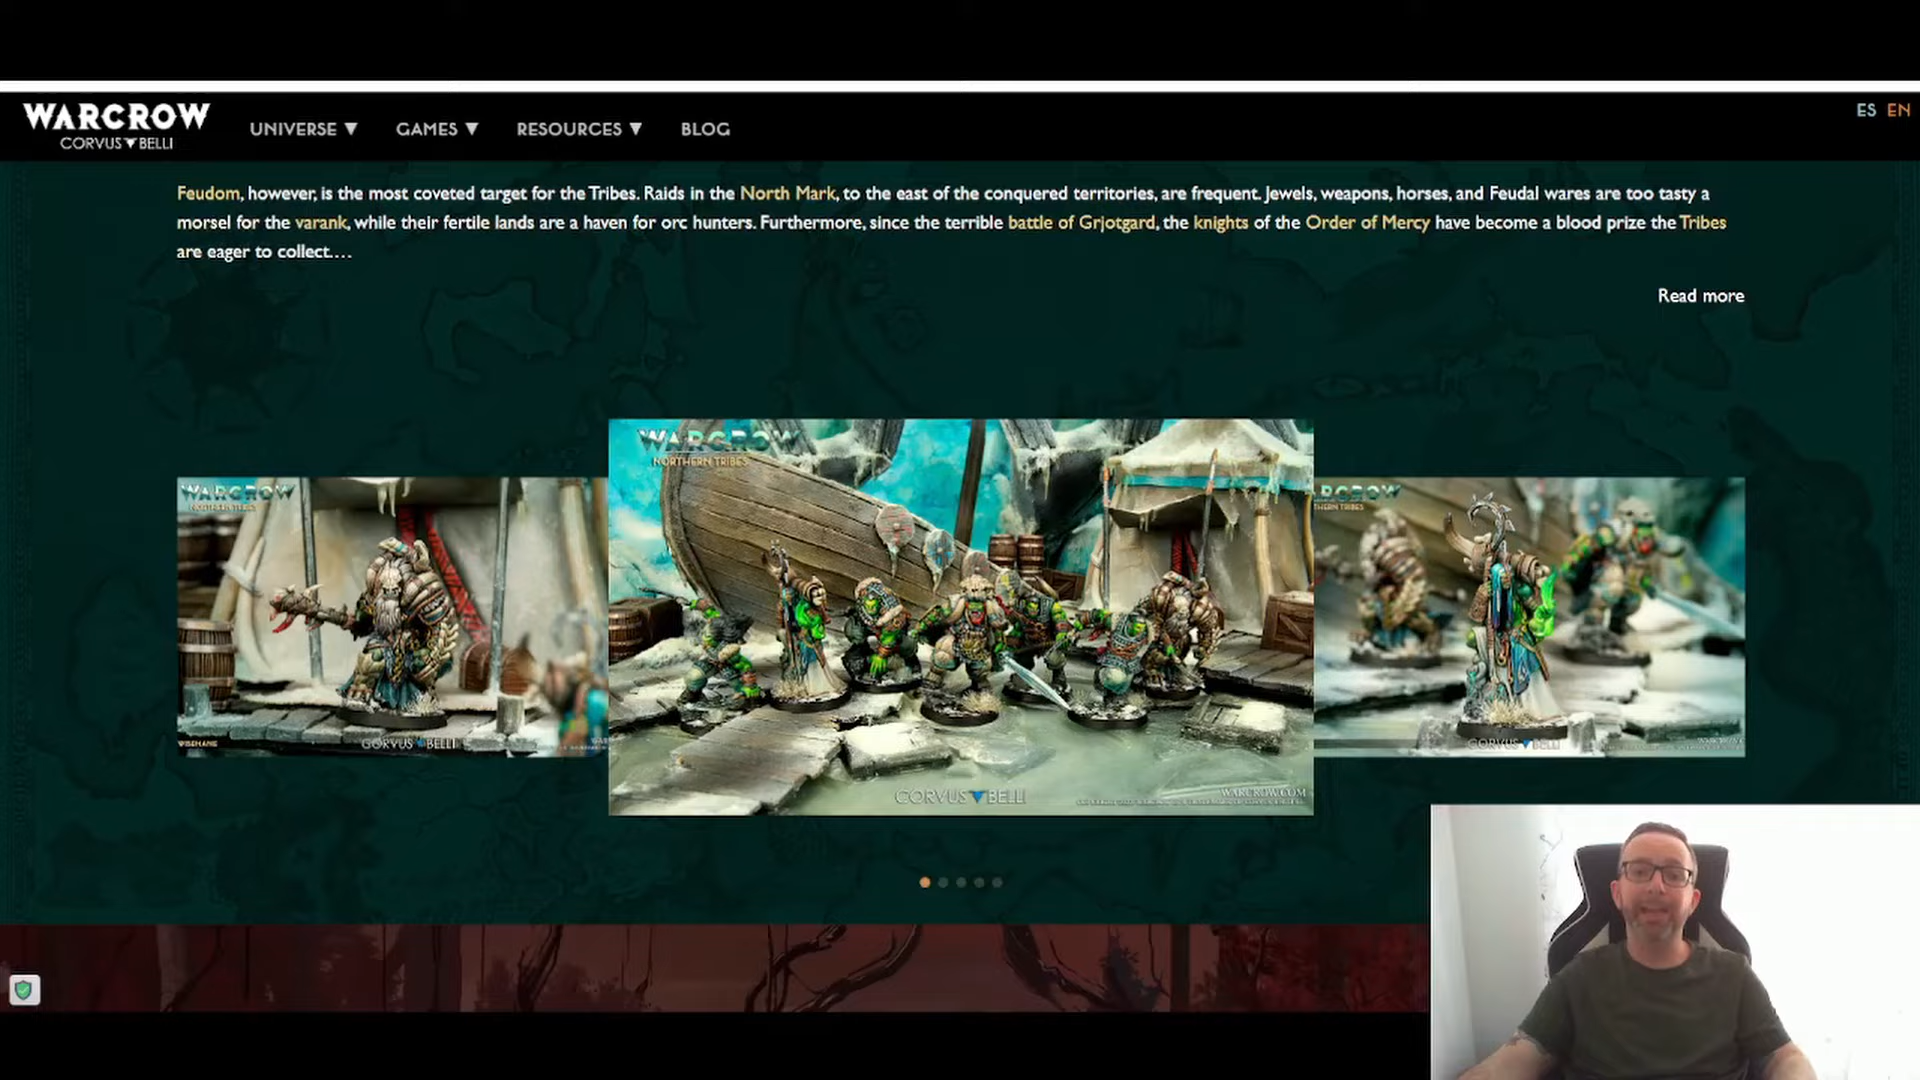 WARCROW
CORVUS BELLI
UNIVERSE ▼ GAMES ▼ RESOURCES ▼ BLOG
ES EN
Feudom, however, is the most coveted target for the Tribes. Raids in the North Mark, to the east of the conquered territories, are frequent. Jewels, weapons, horses, and Feudal wares are too tasty a
morsel for the varank, while their fertile lands are a haven for orc hunters. Furthermore, since the terrible battle of Grjotgard, the knights of the Order of Mercy have become a blood prize the Tribes
are eager to collect.…
Read more
WARCROW
NORTHERN TRIBES
WISEMANE
CORVUS BELLI
WARCROW
NORTHERN TRIBES
CORVUS BELLI
WARCROW.COM
ARCROW
THERN TRIBES
CORVUS BELLI